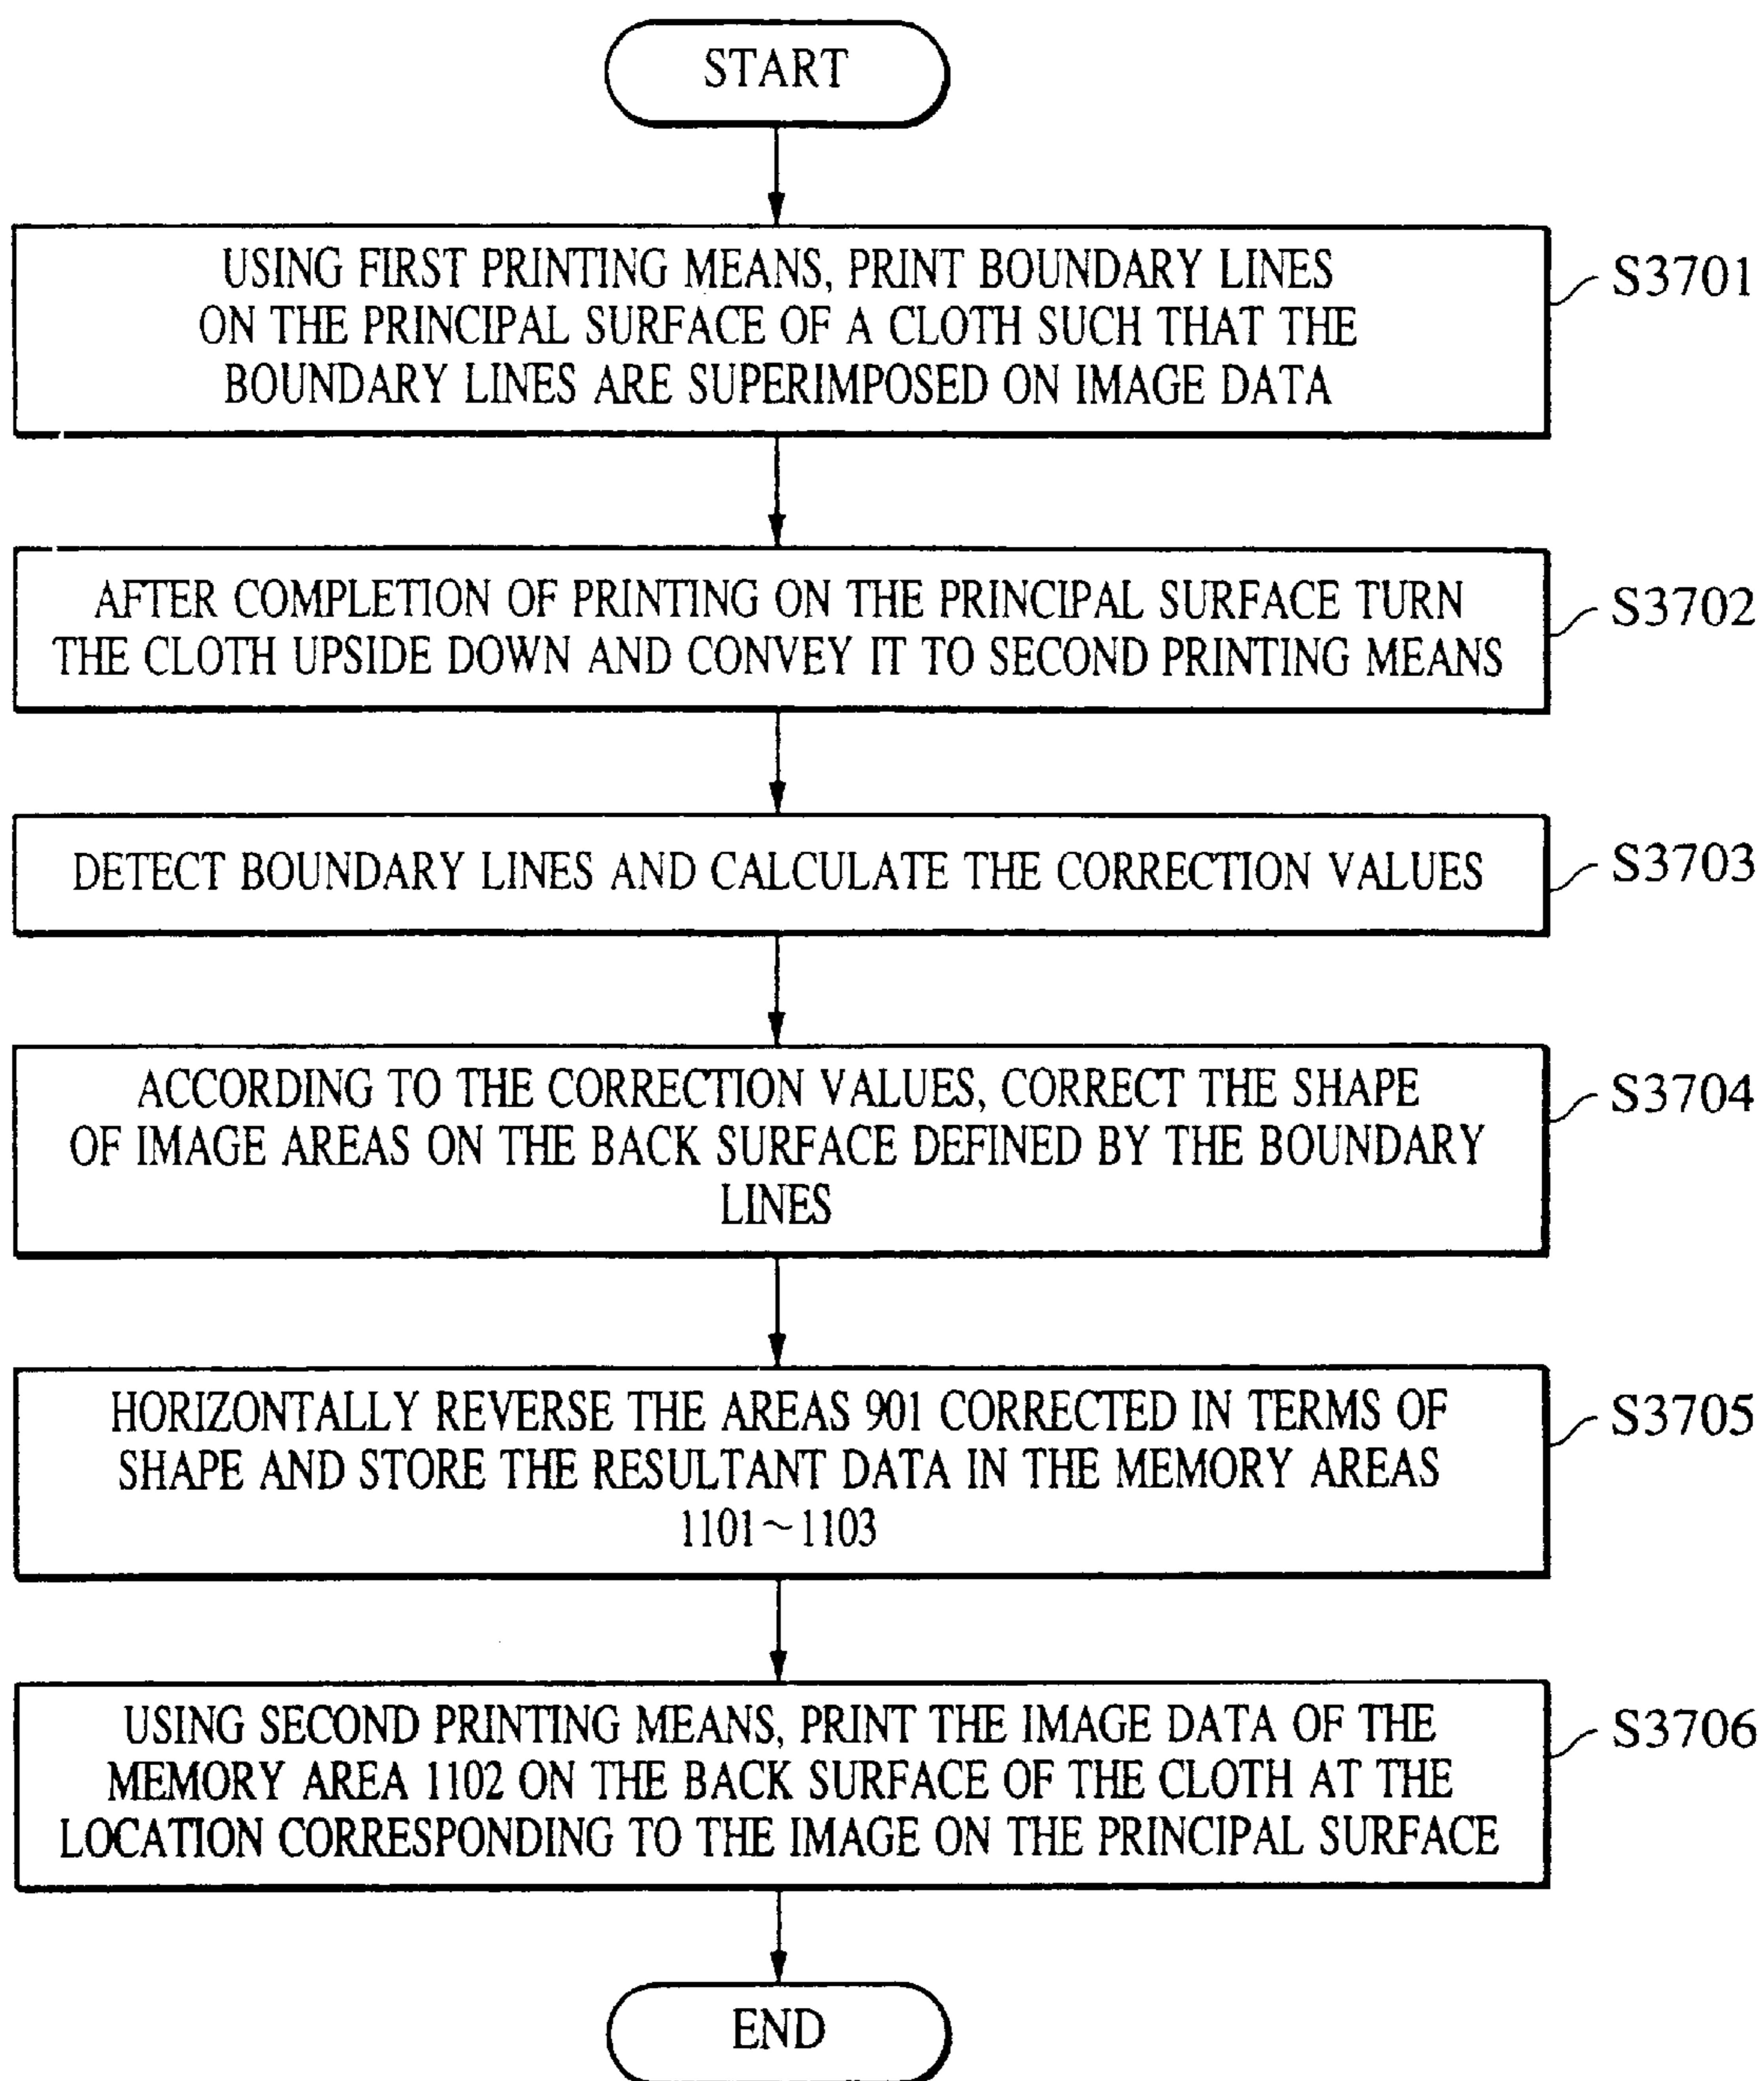 START
USING FIRST PRINTING MEANS, PRINT BOUNDARY LINES
ON THE PRINCIPAL SURFACE OF A CLOTH SUCH THAT THE
BOUNDARY LINES ARE SUPERIMPOSED ON IMAGE DATA
S3701
AFTER COMPLETION OF PRINTING ON THE PRINCIPAL SURFACE TURN
THE CLOTH UPSIDE DOWN AND CONVEY IT TO SECOND PRINTING MEANS
S3702
DETECT BOUNDARY LINES AND CALCULATE THE CORRECTION VALUES
S3703
ACCORDING TO THE CORRECTION VALUES, CORRECT THE SHAPE
OF IMAGE AREAS ON THE BACK SURFACE DEFINED BY THE BOUNDARY
LINES
S3704
HORIZONTALLY REVERSE THE AREAS 901 CORRECTED IN TERMS OF
SHAPE AND STORE THE RESULTANT DATA IN THE MEMORY AREAS
1101~1103
S3705
USING SECOND PRINTING MEANS, PRINT THE IMAGE DATA OF THE
MEMORY AREA 1102 ON THE BACK SURFACE OF THE CLOTH AT THE
LOCATION CORRESPONDING TO THE IMAGE ON THE PRINCIPAL SURFACE
S3706
END